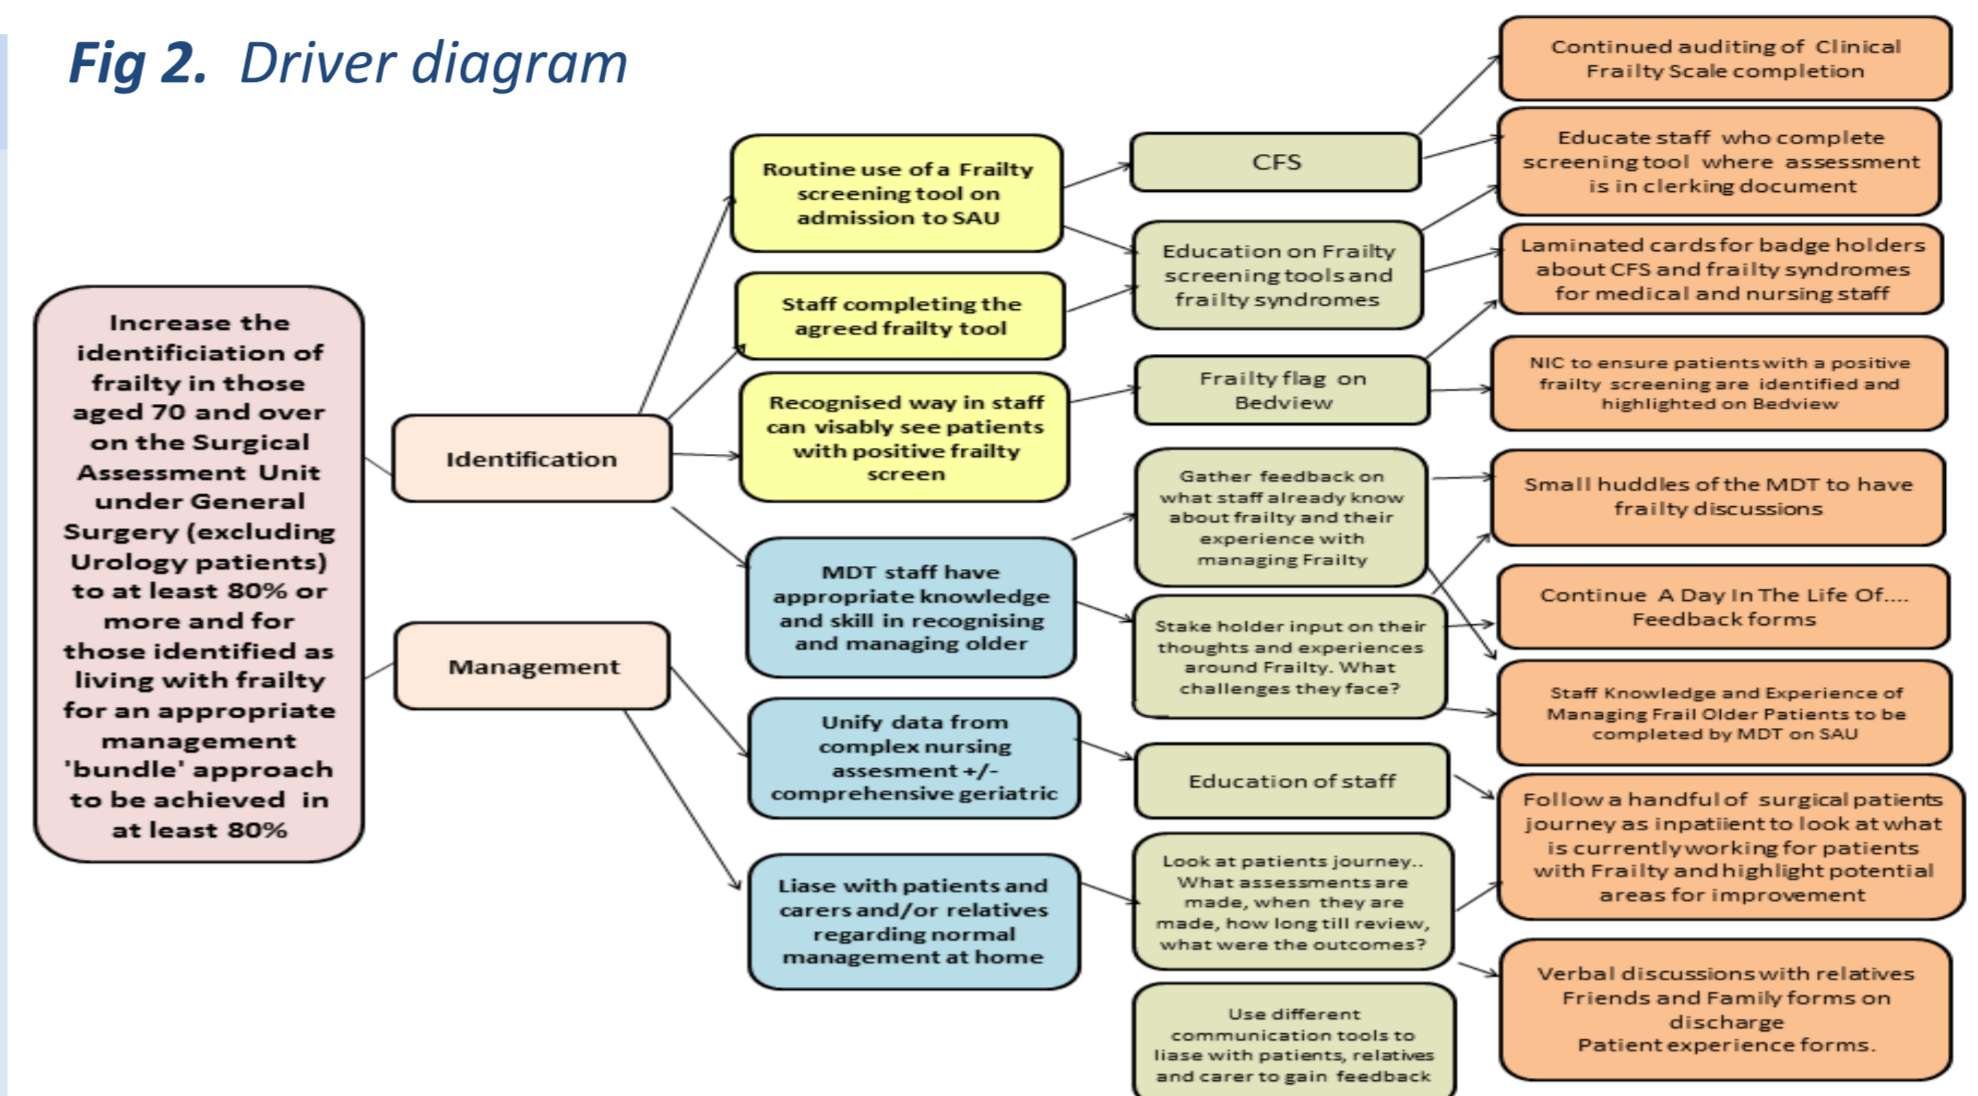 Fig 2. Driver diagram
Increase the
identificiation of
frailty in those
aged 70 and over
on the Surgical
Assessment Unit
under General
Surgery (excluding
Urology patients)
to at least 80% or
more and for
those identified as
living with frailty
for an appropriate
management
'bundle' approach
to be achieved in
at least 80%
Identification
Management
Routine use of a Frailty
screening tool on
admission to SAU
Staff completing the
agreed frailty tool
Recognised way in staff
can visably see patients
with positive frailty
screen
MDT staff have
appropriate knowledge
and skill in recognising
and managing older
Unify data from
complex nursing
assesment +/-
comprehensive geriatric
Liase with patients and
carers and/or relatives
regarding normal
management at home
CFS
Education on Frailty
screening tools and
frailty syndromes
Frailty flag on
Bedview
Gather feedback on
what staff already know
about frailty and their
experience with
managing Frailty
Stake holder input on their
thoughts and experiences
around Frailty. What
challenges they face?
Education of staff
Look at patients journey..
What assessments are
made, when they are
made, how long till review,
what were the outcomes?
Use different
communication tools to
liase with patients, relatives
and carer to gain feedback
Continued auditing of Clinical
Frailty Scale completion
Educate staff who complete
screening tool where assessment
is in clerking document
Laminated cards for badge holders
about CFS and frailty syndromes
for medical and nursing staff
NIC to ensure patients with a positive
frailty screening are identified and
highlighted on Bedview
Small huddles of the MDT to have
frailty discussions
Continue A Day In The Life Of....
Feedback forms
Staff Knowledge and Experience of
Managing Frail Older Patients to be
completed by MDT on SAU
Follow a handful of surgical patients
journey as inpatiient to look at what
is currently working for patients
with Frailty and highlight potential
areas for improvement
Verbal discussions with relatives
Friends and Family forms on
discharge
Patient experience forms.